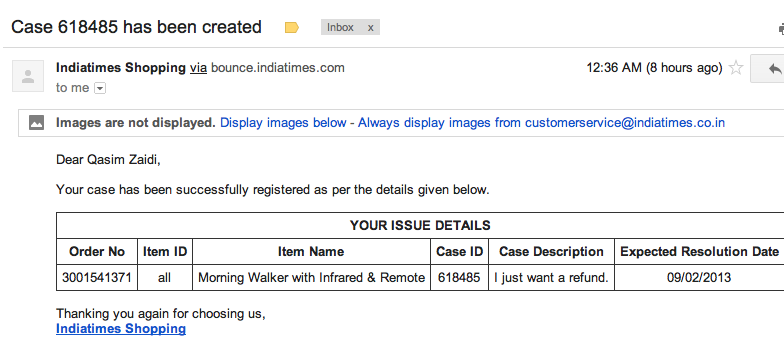 Case 618485 has been created
Inbox x
Indiatimes Shopping via bounce.indiatimes.com
12:36 AM (8 hours ago)
to me
Images are not displayed. Display images below - Always display images from customerservice@indiatimes.co.in
Dear Qasim Zaidi,
Your case has been successfully registered as per the details given below.
YOUR ISSUE DETAILS
Order No Item ID Item Name Case ID Case Description Expected Resolution Date
3001541371 all Morning Walker with Infrared & Remote 618485 I just want a refund. 09/02/2013
Thanking you again for choosing us,
Indiatimes Shopping